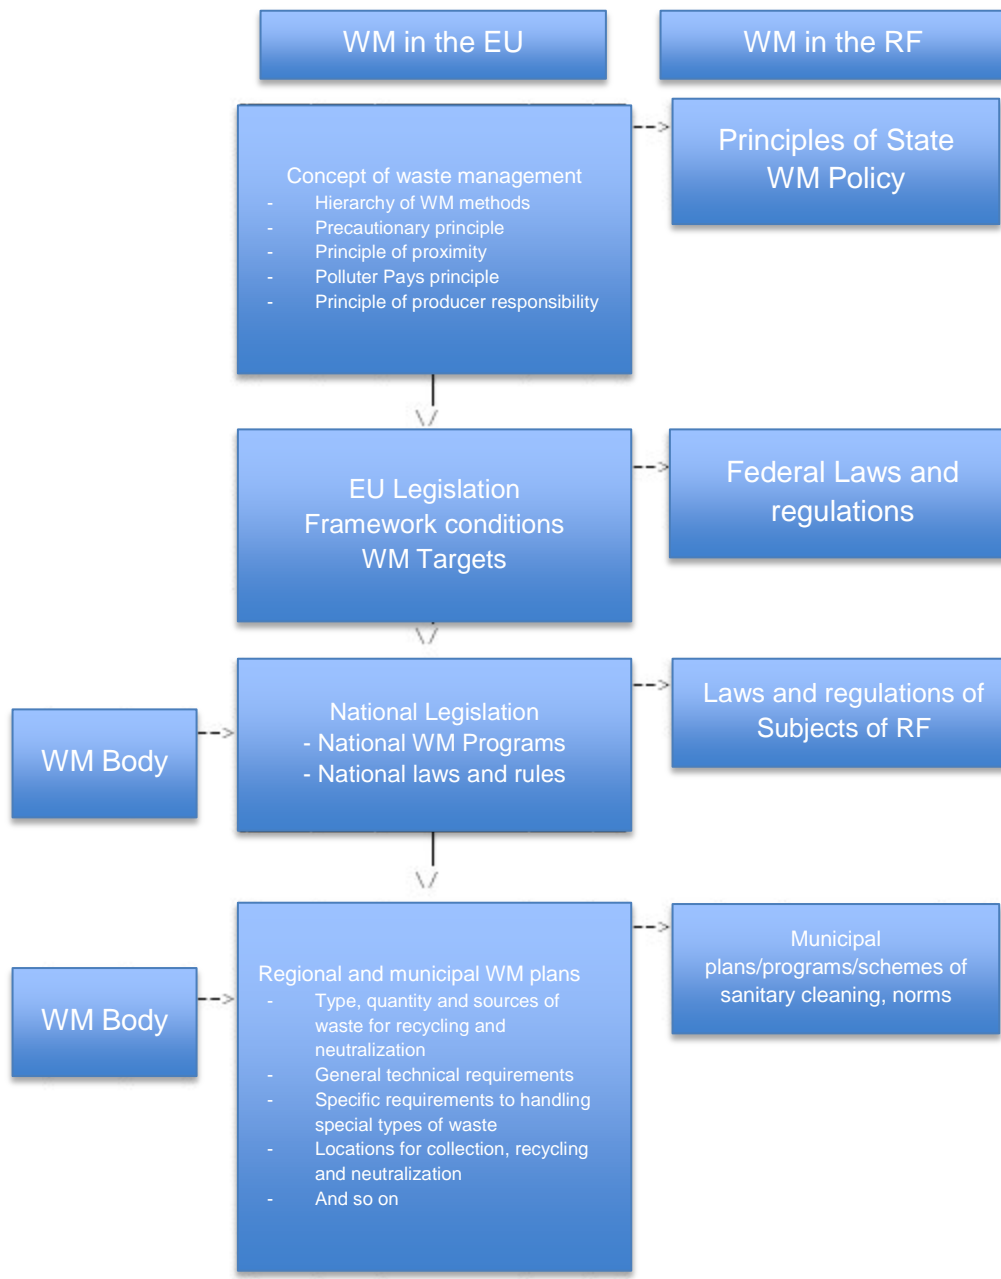 WM in the EU
WM in the RF
Concept of waste management
- Hierarchy of WM methods
- Precautionary principle
- Principle of proximity
- Polluter Pays principle
- Principle of producer responsibility
Principles of State
WM Policy
EU Legislation
Framework conditions
WM Targets
Federal Laws and
regulations
WM Body
National Legislation
- National WM Programs
- National laws and rules
Laws and regulations of
Subjects of RF
WM Body
Regional and municipal WM plans
- Type, quantity and sources of
waste for recycling and
neutralization
- General technical requirements
- Specific requirements to handling
special types of waste
- Locations for collection, recycling
and neutralization
- And so on
Municipal
plans/programs/schemes of
sanitary cleaning, norms